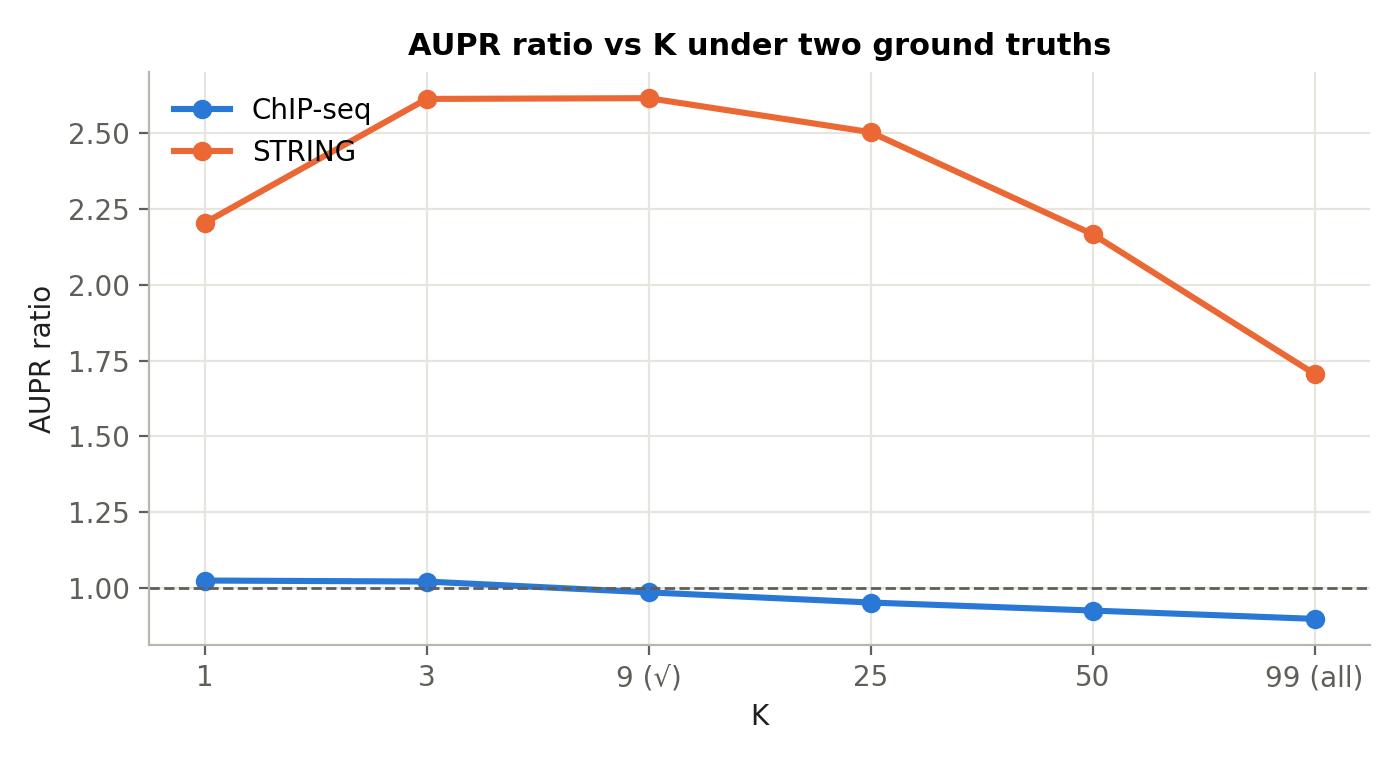 AUPR ratio vs K under two ground truths
ChIP-seq
STRING
2.50
2.25
2.00
1.75
1.50
1.25
1.00
AUPR ratio
1
3
9 (√)
25
50
99 (all)
K